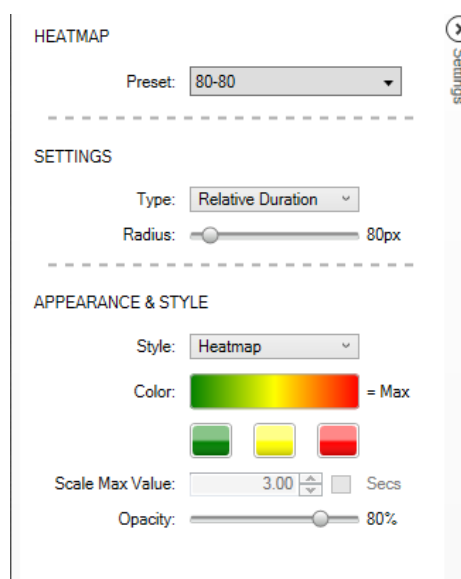 HEATMAP
Preset: 80-80
SETTINGS
Type: Relative Duration
Radius: 80px
APPEARANCE & STYLE
Style: Heatmap
Color: = Max
Scale Max Value: 3.00 Secs
Opacity: 80%
Settings